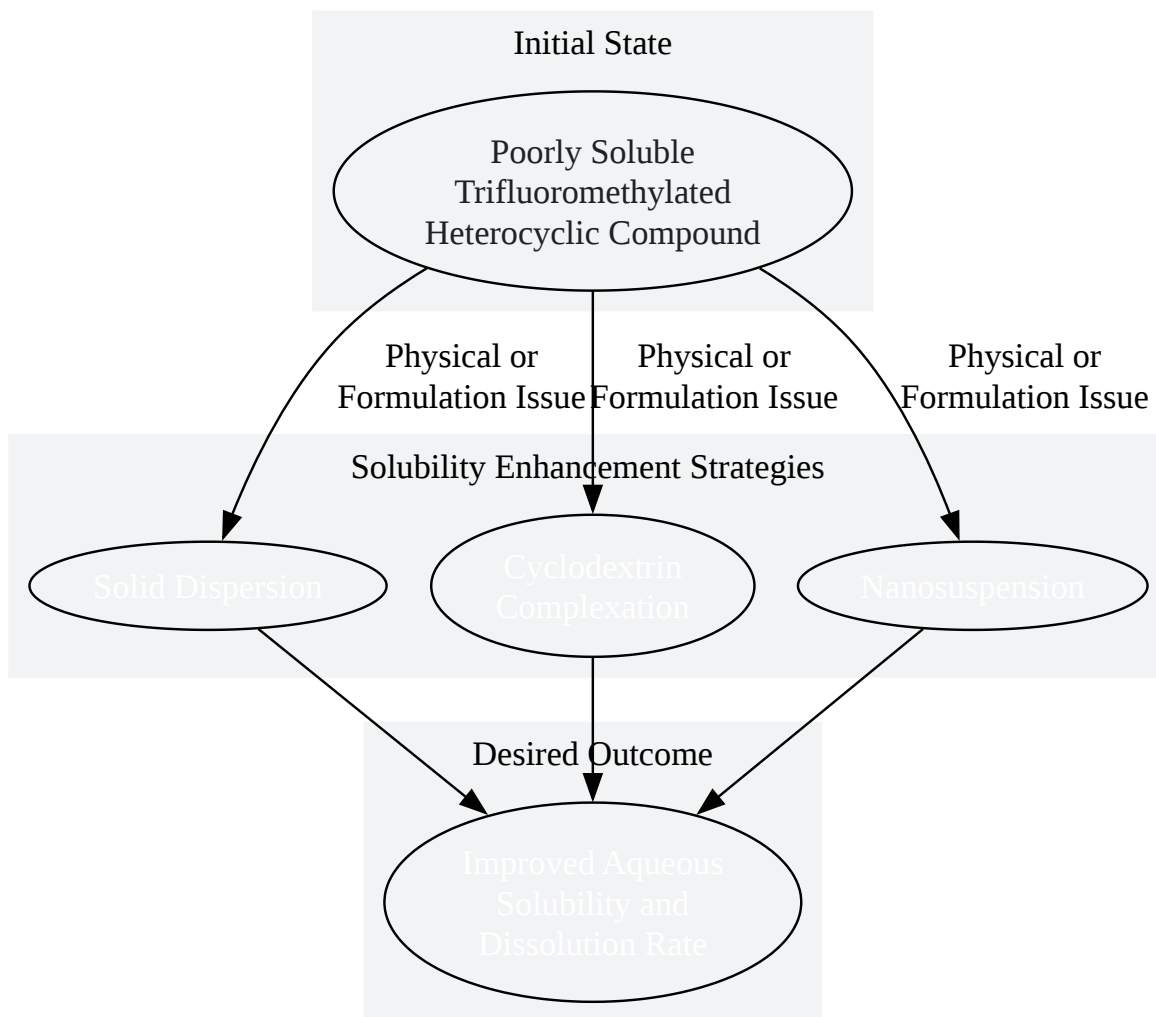 Initial State
Poorly Soluble
Trifluoromethylated
Heterocyclic Compound
Physical or
Formulation Issue
Physical or
Formulation Issue
Physical or
Formulation Issue
Solubility Enhancement Strategies
Solid Dispersion
Cyclodextrin
Complexation
Nanosuspension
Desired Outcome
Improved Aqueous
Solubility and
Dissolution Rate